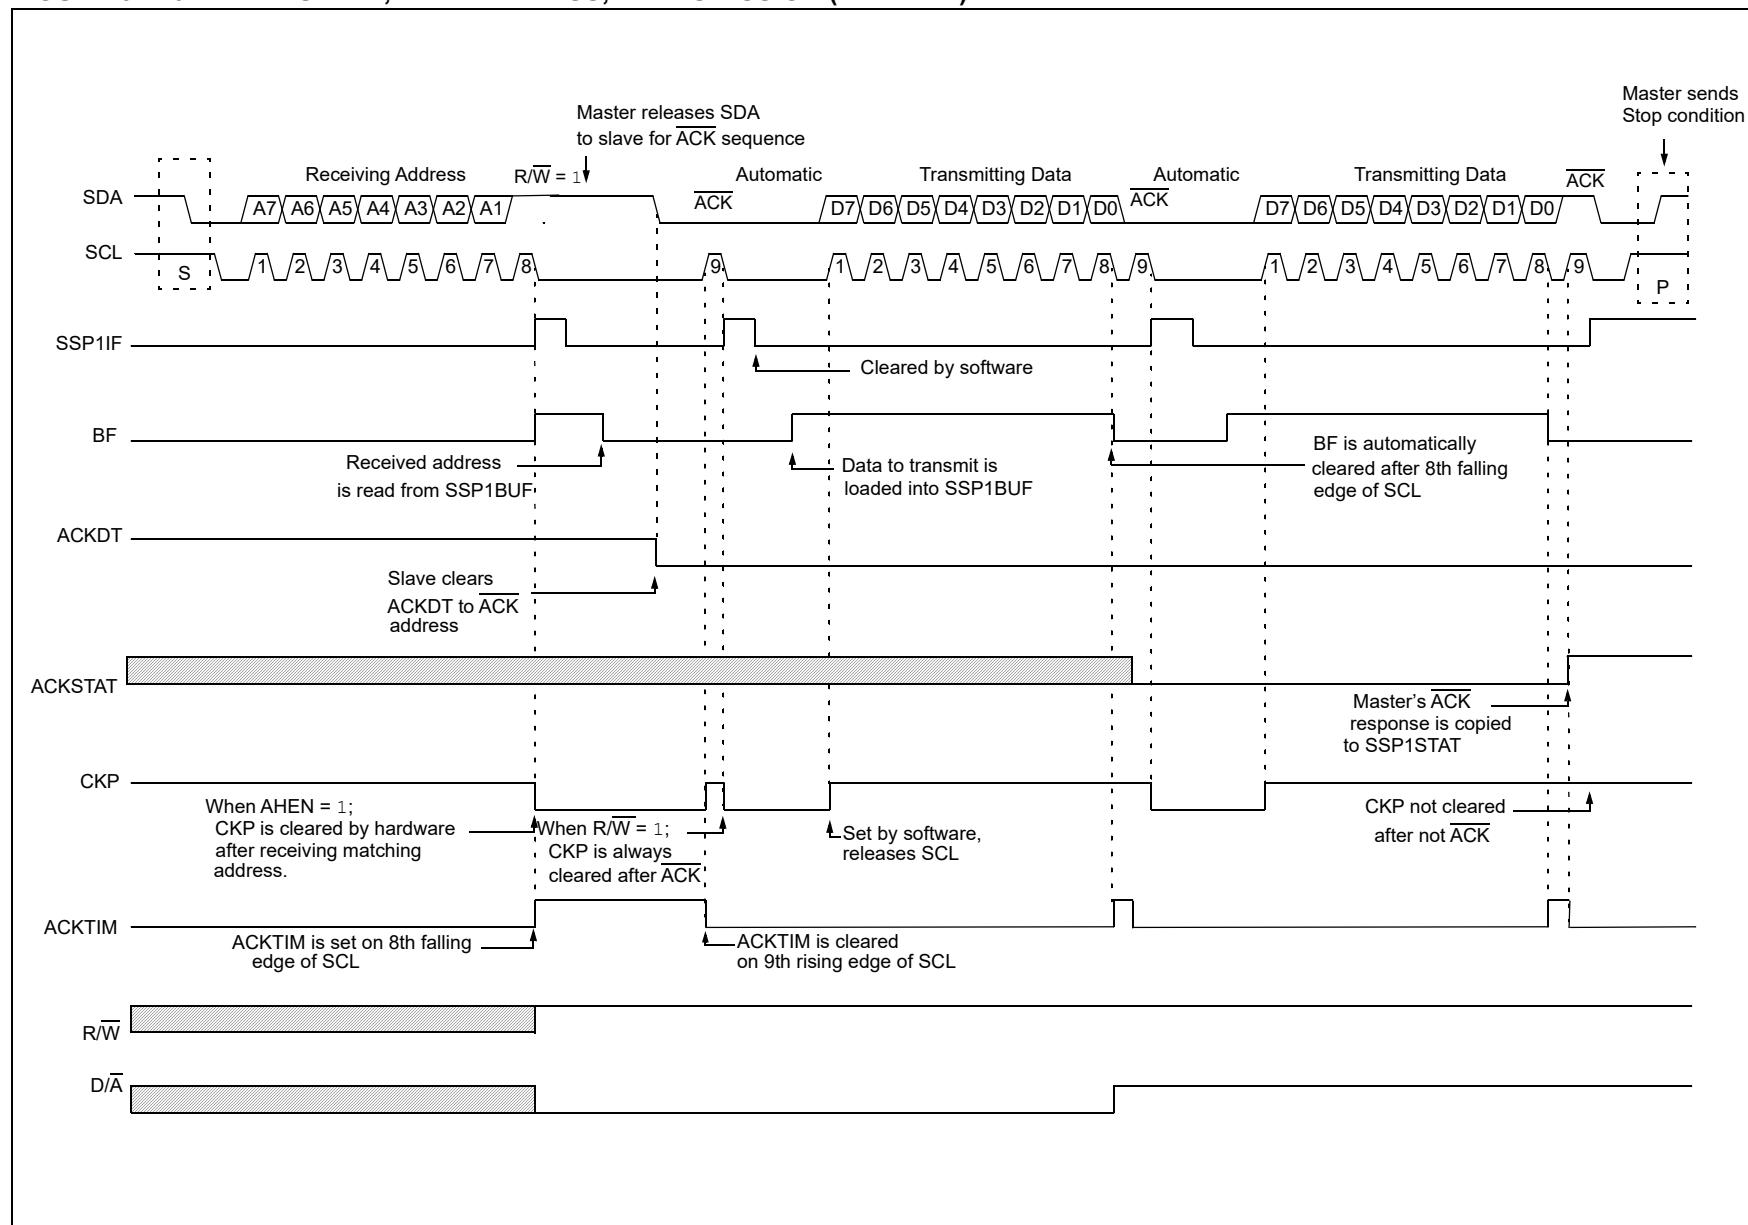 Master sends
Stop condition
Master releases SDA
to slave for ACK sequence
Receiving Address
R/W = 1
Automatic
Transmitting Data
Automatic
Transmitting Data
ACK
SDA
A7 A6 A5 A4 A3 A2 A1
ACK
D7 D6 D5 D4 D3 D2 D1 D0
ACK
D7 D6 D5 D4 D3 D2 D1 D0
SCL
S
1 2 3 4 5 6 7 8
9
1 2 3 4 5 6 7 8 9
1 2 3 4 5 6 7 8 9
P
SSP1IF
Cleared by software
BF
Received address
is read from SSP1BUF
Data to transmit is
loaded into SSP1BUF
BF is automatically
cleared after 8th falling
edge of SCL
ACKDT
Slave clears
ACKDT to ACK
address
ACKSTAT
Master's ACK
response is copied
to SSP1STAT
CKP
When AHEN = 1;
CKP is cleared by hardware
after receiving matching
address.
When R/W = 1;
CKP is always
cleared after ACK
Set by software,
releases SCL
CKP not cleared
after not ACK
ACKTIM
ACKTIM is set on 8th falling
edge of SCL
ACKTIM is cleared
on 9th rising edge of SCL
R/W
D/A